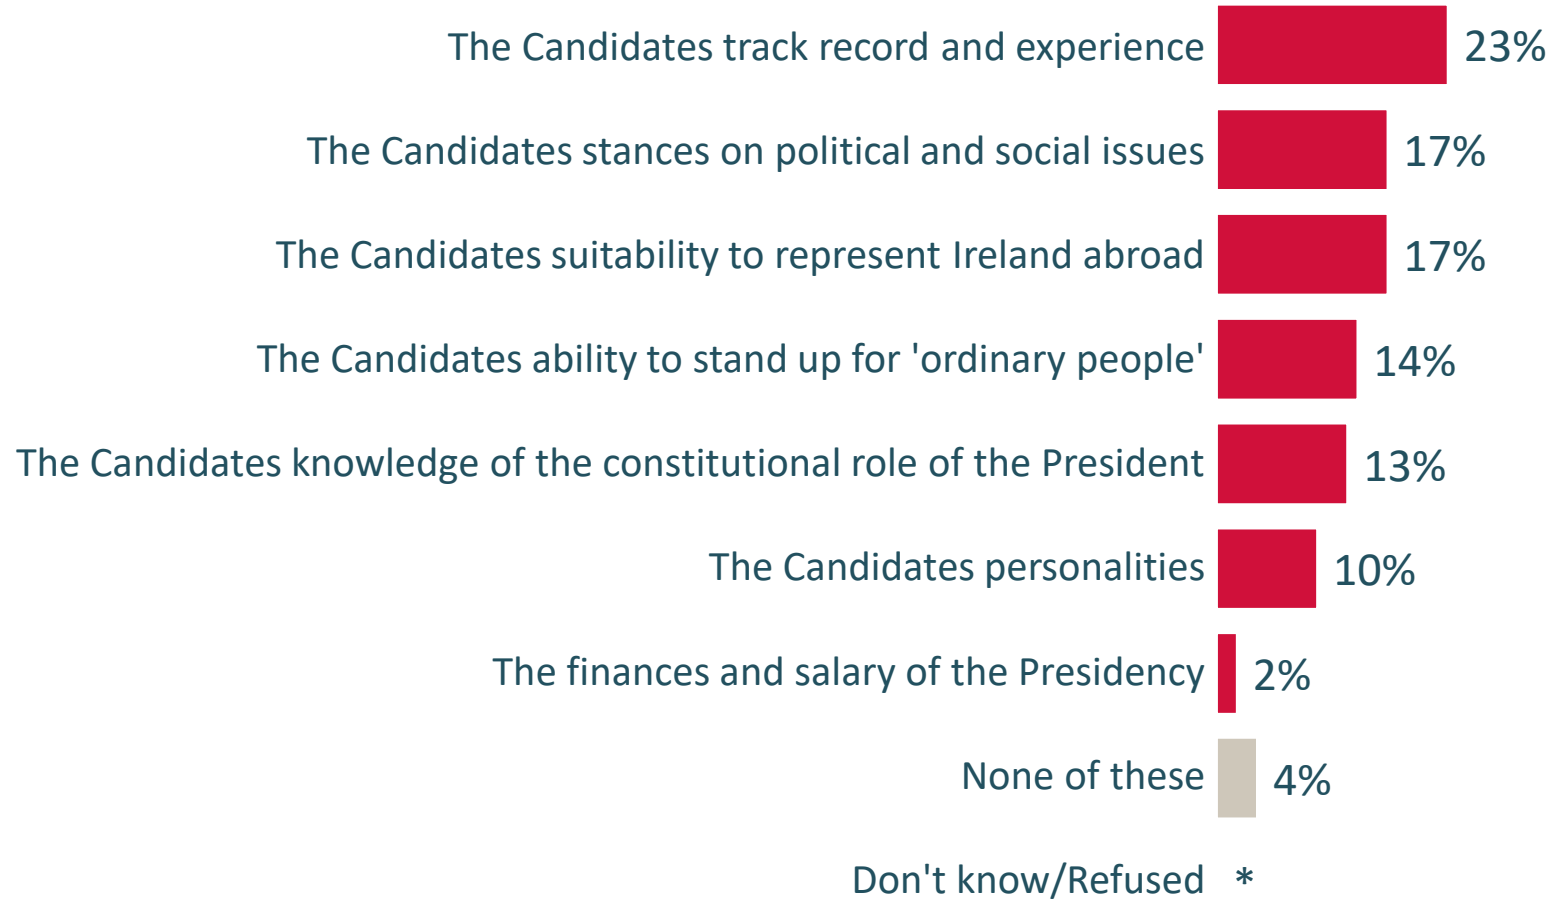 The Candidates track record and experience 23%
The Candidates stances on political and social issues 17%
The Candidates suitability to represent Ireland abroad 17%
The Candidates ability to stand up for 'ordinary people' 14%
The Candidates knowledge of the constitutional role of the President 13%
The Candidates personalities 10%
The finances and salary of the Presidency 2%
None of these 4%
Don't know/Refused *